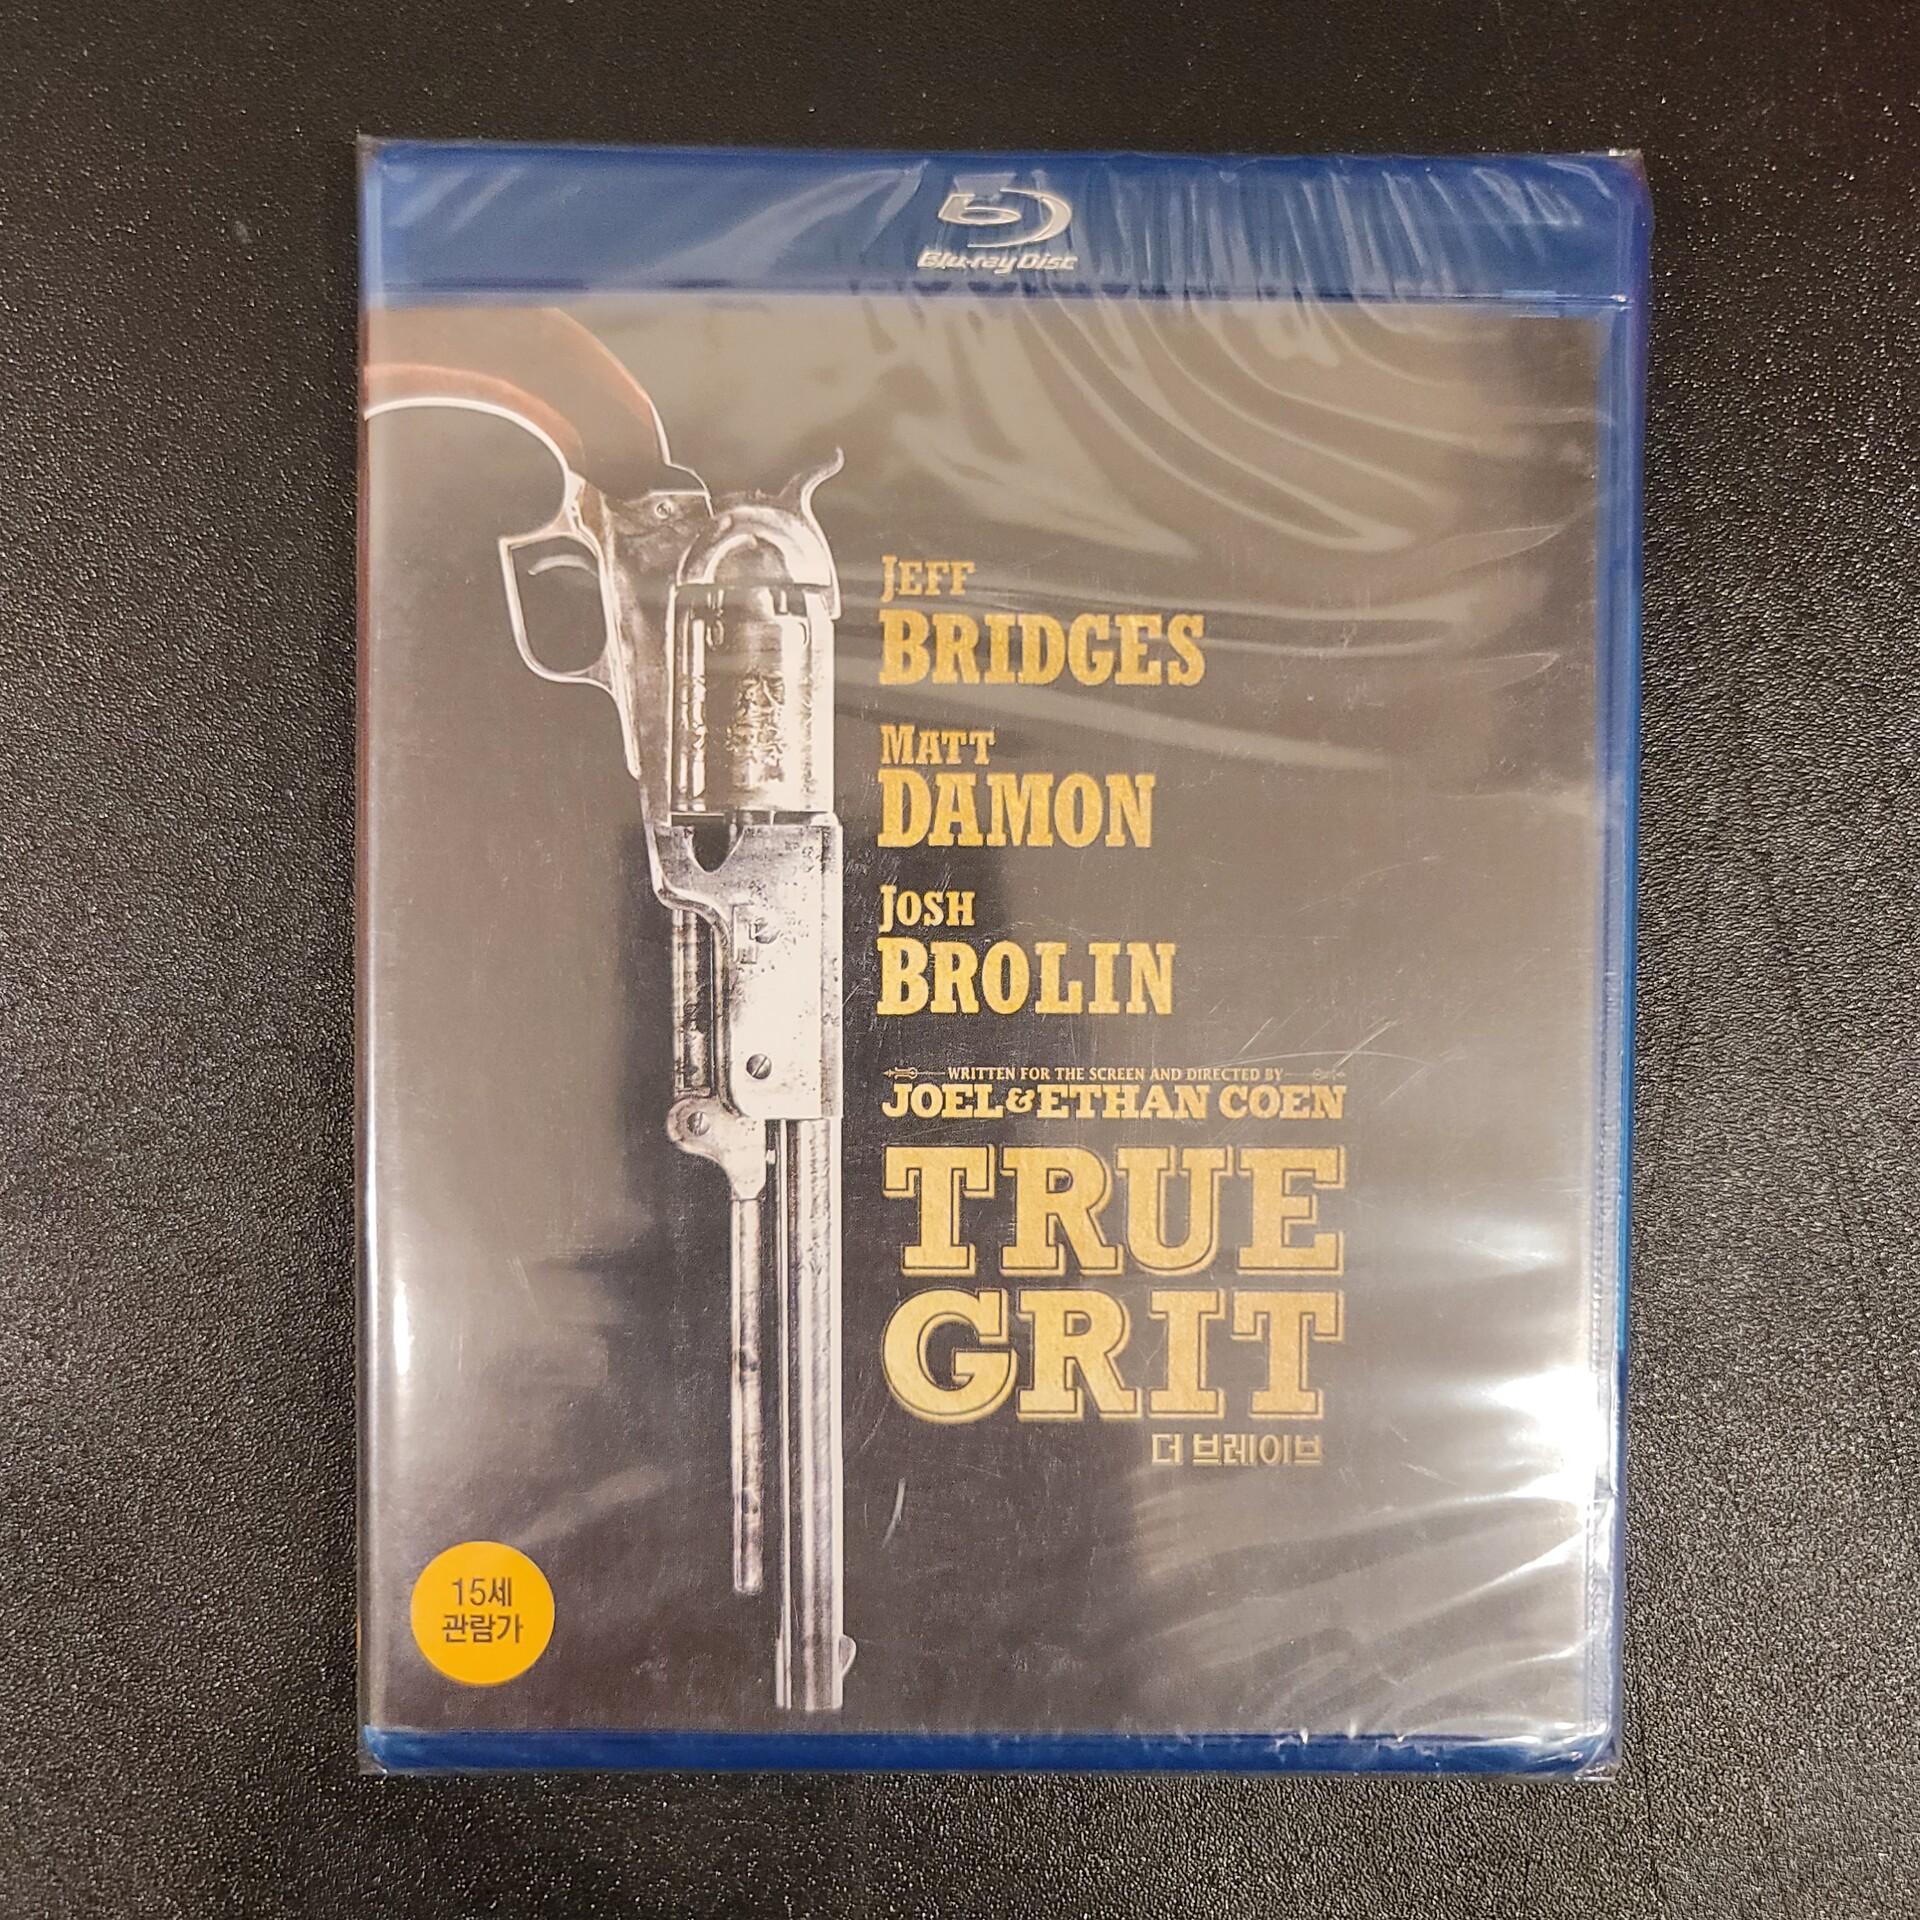 Blu-ray Disc
JEFF
BRIDGES
MATT
DAMON
JOSH
BROLIN
WRITTEN FOR THE SCREEN AND DIRECTED BY
JOEL & ETHAN COEN
TRUE
GRIT
더 브레이브
15세
관람가